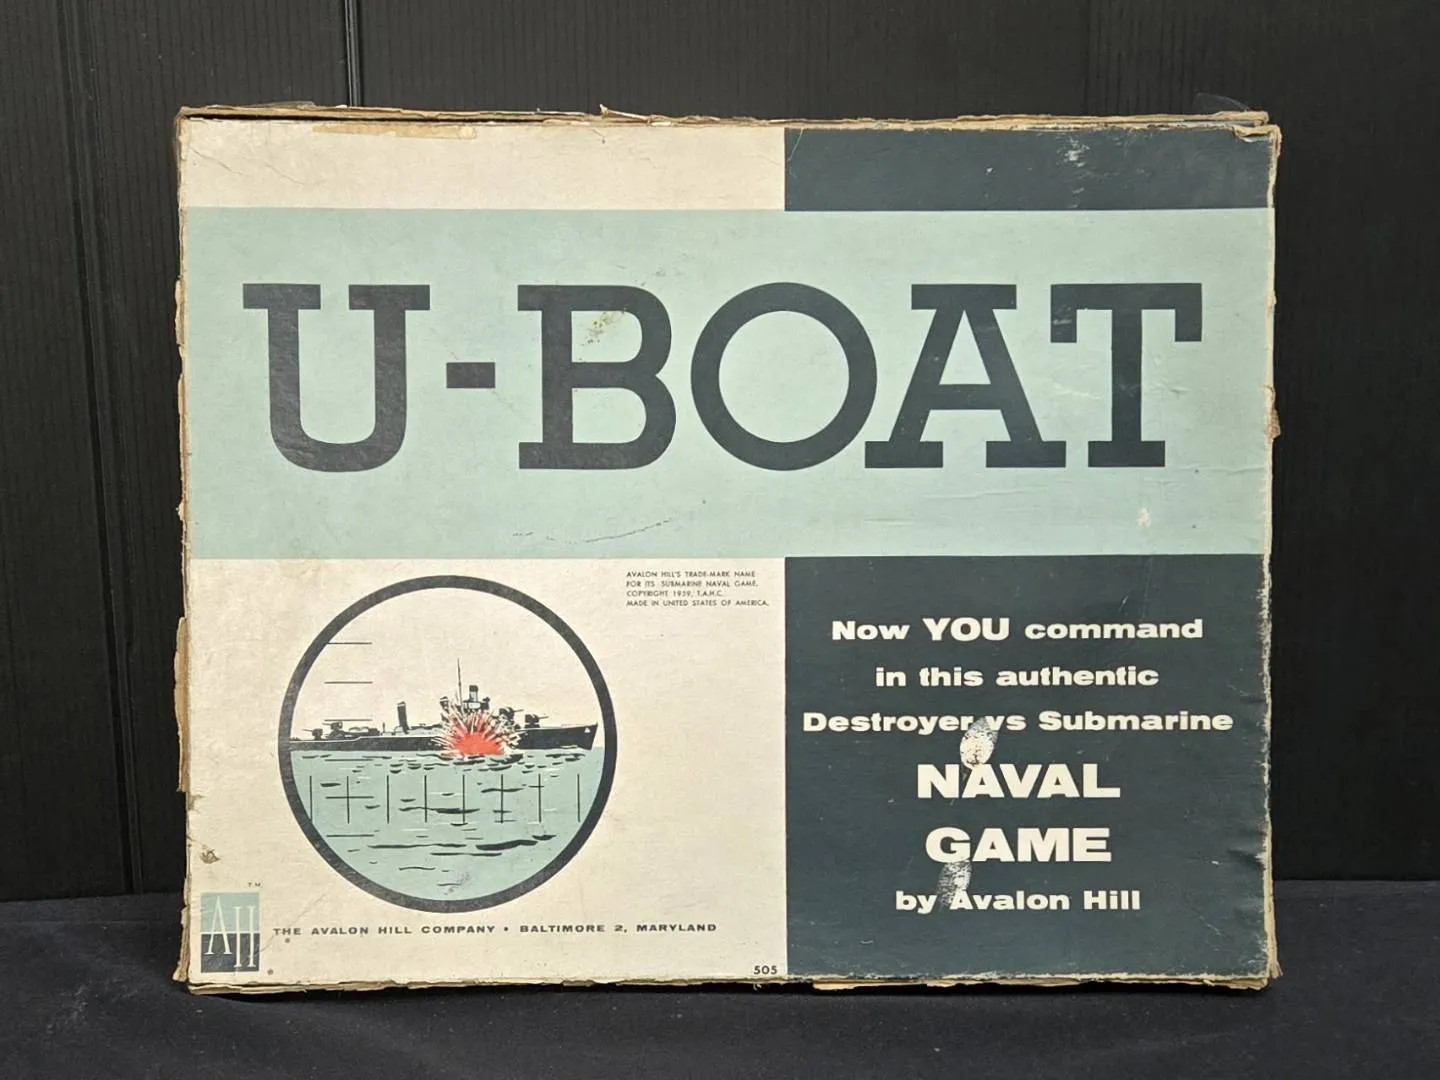 U-BOAT
AVALON HILL'S TRADE-MARK NAME
FOR ITS SUBMARINE NAVAL GAME.
COPYRIGHT 1959, T.A.H.C.
MADE IN UNITED STATES OF AMERICA.
Now YOU command
in this authentic
Destroyer vs Submarine
NAVAL
GAME
by Avalon Hill
TM
AH
THE AVALON HILL COMPANY • BALTIMORE 2, MARYLAND
505